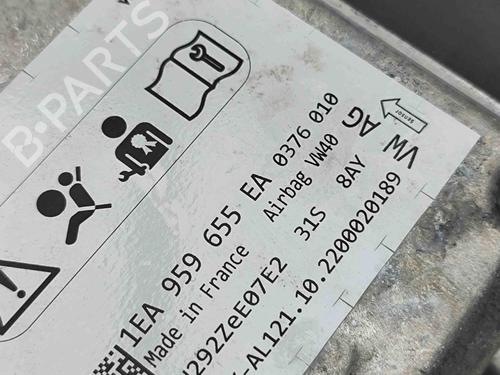 B-PARTS
1EA 959 655 EA 0376 010
Made in France Airbag VW40
292ZeE07E2 31S 8AY
-AL121.10.2200020189
VW AG
sensor